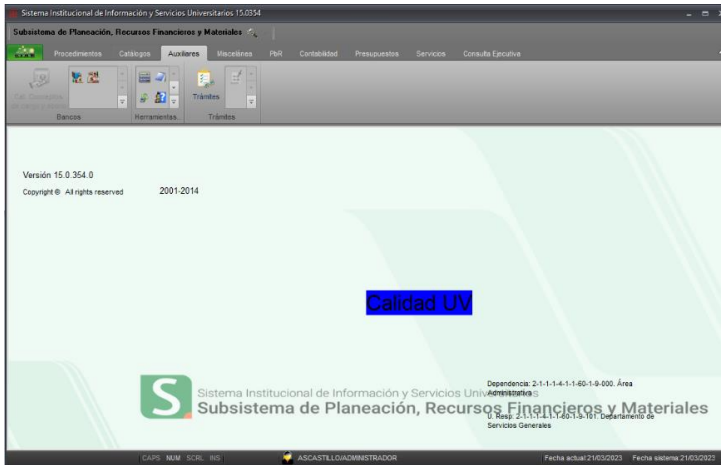 Sistema Institucional de Información y Servicios Universitarios 15.0354
Subsistema de Planeación, Recursos Financieros y Materiales
Procedimientos Catálogos Auxiliares Misceláneos PbR Contabilidad Presupuestos Servicios Consulta Ejecutiva
Trámites
Bancos Herramientas... Trámites
Versión 15.0.354.0
Copyright © All rights reserved 2001-2014
Calidad UV
Dependencia: 2-1-1-1-4-1-1-60-1-9-000. Área
Administrativa
Sistema Institucional de Información y Servicios Universitarios
Subsistema de Planeación, Recursos Financieros y Materiales
U. Resp: 2-1-1-1-4-1-1-60-1-9-101. Departamento de
Servicios Generales
CAPS NUM SCRL INS ASCASTILLO/ADMINISTRADOR Fecha actual:21/03/2023 Fecha sistema:21/03/2023